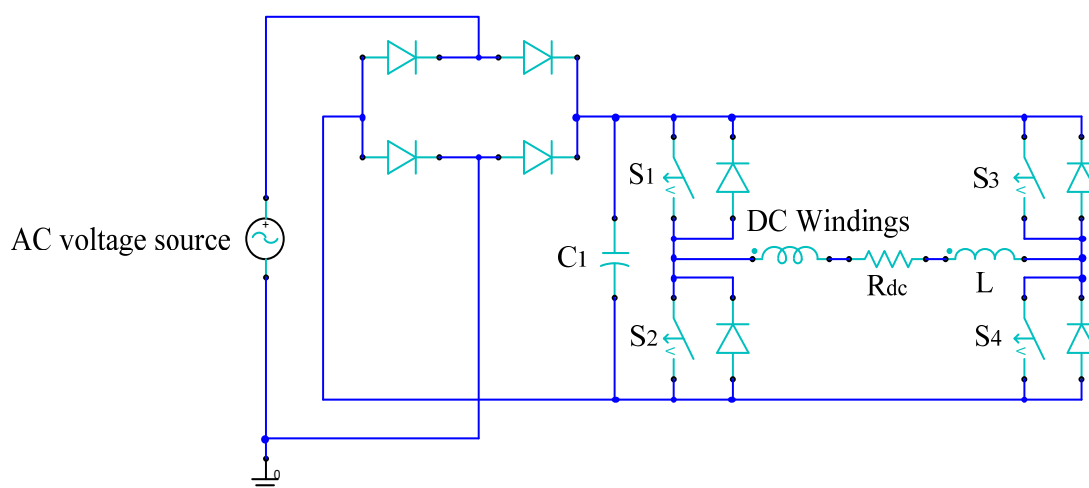 S1
S3
AC voltage source
+
DC Windings
C1
Rdc
L
S2
S4
0